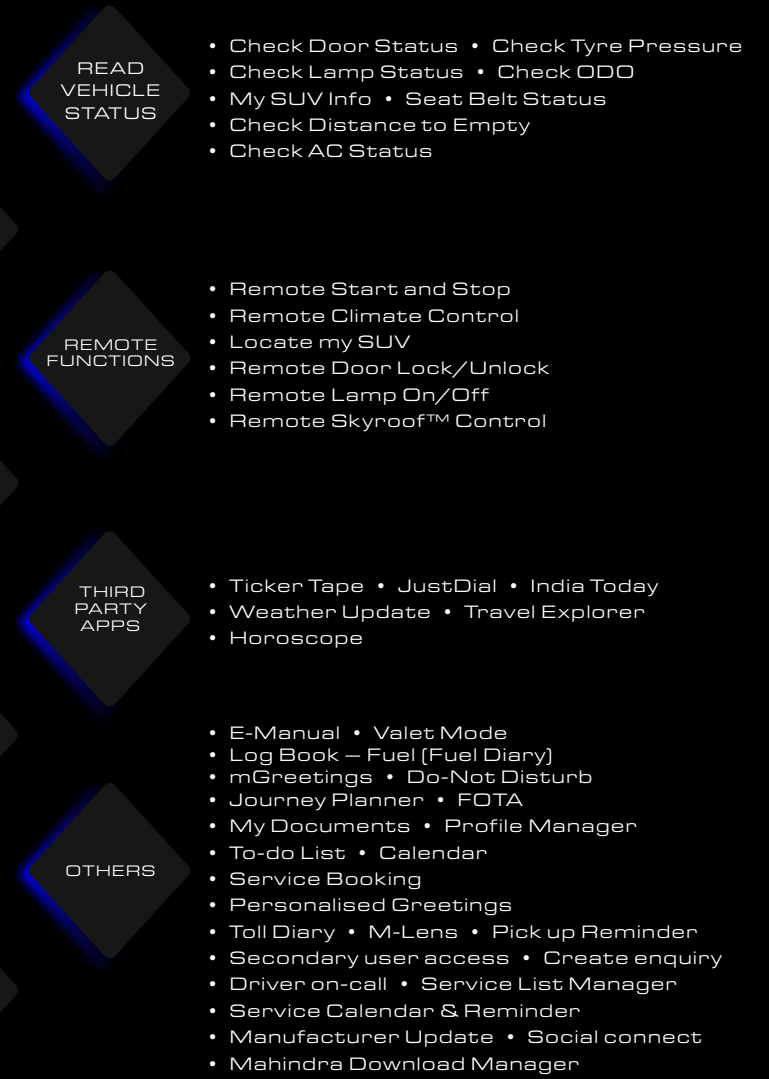 READ
VEHICLE
STATUS
• Check Door Status • Check Tyre Pressure
• Check Lamp Status • Check ODO
• My SUV Info • Seat Belt Status
• Check Distance to Empty
• Check AC Status
REMOTE
FUNCTIONS
• Remote Start and Stop
• Remote Climate Control
• Locate my SUV
• Remote Door Lock/Unlock
• Remote Lamp On/Off
• Remote Skyroof™ Control
THIRD
PARTY
APPS
• Ticker Tape • JustDial • India Today
• Weather Update • Travel Explorer
• Horoscope
OTHERS
• E-Manual • Valet Mode
• Log Book – Fuel (Fuel Diary)
• mGreetings • Do-Not Disturb
• Journey Planner • FOTA
• My Documents • Profile Manager
• To-do List • Calendar
• Service Booking
• Personalised Greetings
• Toll Diary • M-Lens • Pick up Reminder
• Secondary user access • Create enquiry
• Driver on-call • Service List Manager
• Service Calendar & Reminder
• Manufacturer Update • Social connect
• Mahindra Download Manager